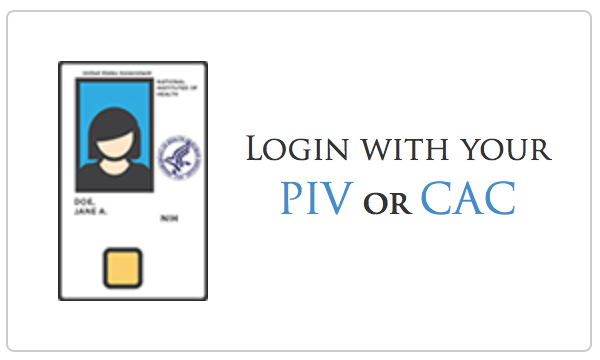 United States Government
NATIONAL
INSTITUTES OF
HEALTH
DOE,
JANE A.
NIH
LOGIN WITH YOUR
PIV OR CAC